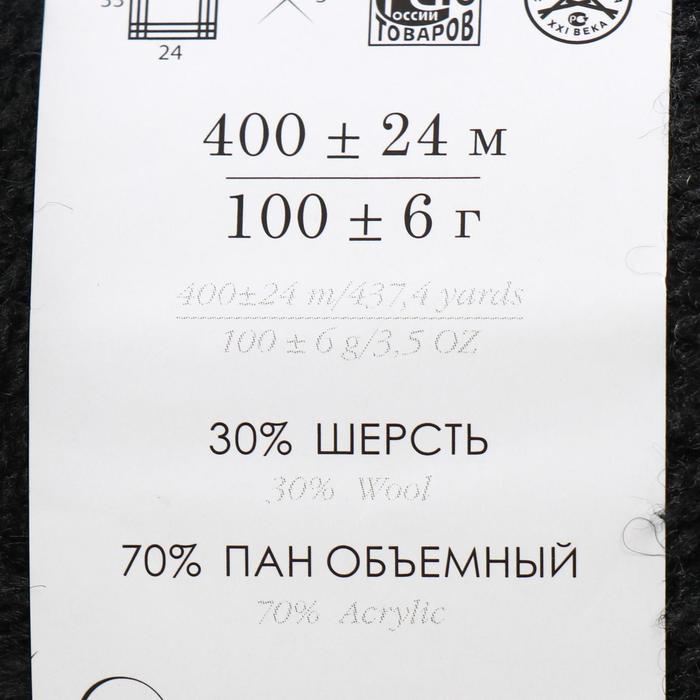 24
РОССИИ
ТОВАРОВ
XXI ВЕКА
400 ± 24 м
100 ± 6 г
400±24 m/437,4 yards
100 ± 6 g/3,5 OZ
30% ШЕРСТЬ
30% Wool
70% ПАН ОБЪЕМНЫЙ
70% Acrylic